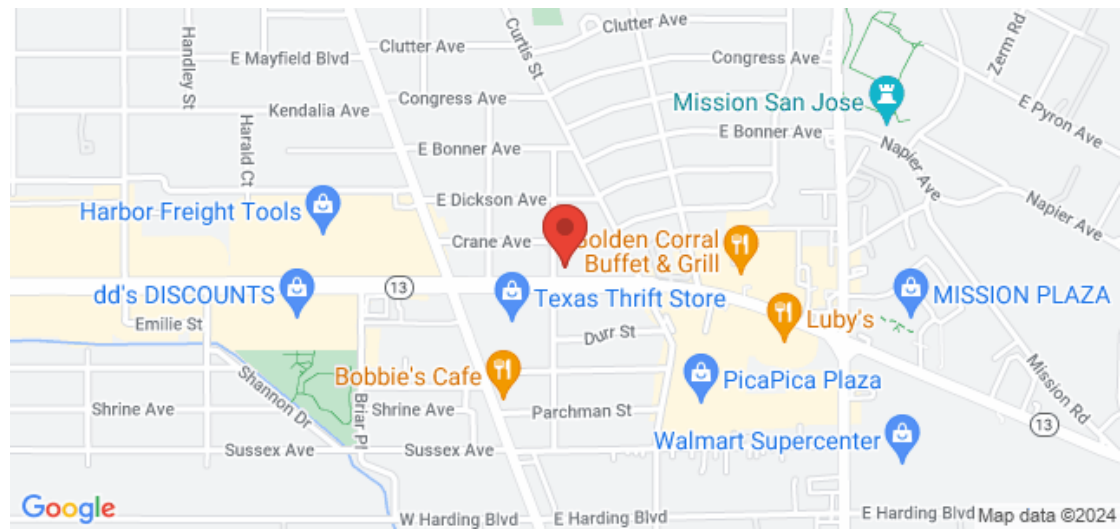 Clutter Ave
Clutter Ave
Handley St
Curtis St
Zerm Rd
E Mayfield Blvd
Congress Ave
Congress Ave
Mission San Jose
Kendalia Ave
E Pyron Ave
Harald Ct
E Bonner Ave
E Bonner Ave
Napier Ave
E Dickson Ave
Napier Ave
Harbor Freight Tools
Crane Ave
Golden Corral
Buffet & Grill
13
dd's DISCOUNTS
Texas Thrift Store
MISSION PLAZA
Emilie St
Durr St
Luby's
Bobbie's Cafe
PicaPica Plaza
Mission Rd
Shannon Dr
Briar Pl
Shrine Ave
Shrine Ave
Parchman St
13
Walmart Supercenter
Sussex Ave
Sussex Ave
Google
W Harding Blvd
E Harding Blvd
E Harding Blvd
Map data ©2024